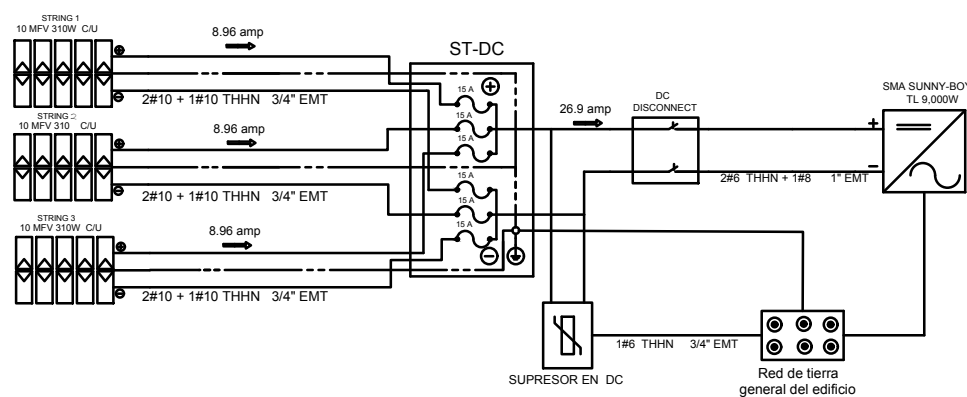 STRING 1
10 MFV 310W C/U
8.96 amp
2#10 + 1#10 THHN 3/4" EMT
STRING 2
10 MFV 310 C/U
8.96 amp
2#10 + 1#10 THHN 3/4" EMT
STRING 3
10 MFV 310W C/U
8.96 amp
2#10 + 1#10 THHN 3/4" EMT
ST-DC
15 A
15 A
15 A
15 A
15 A
15 A
26.9 amp
DC
DISCONNECT
2#6 THHN + 1#8 1" EMT
SMA SUNNY-BOY
TL 9,000W
+
−
SUPRESOR EN DC
1#6 THHN 3/4" EMT
Red de tierra
general del edificio